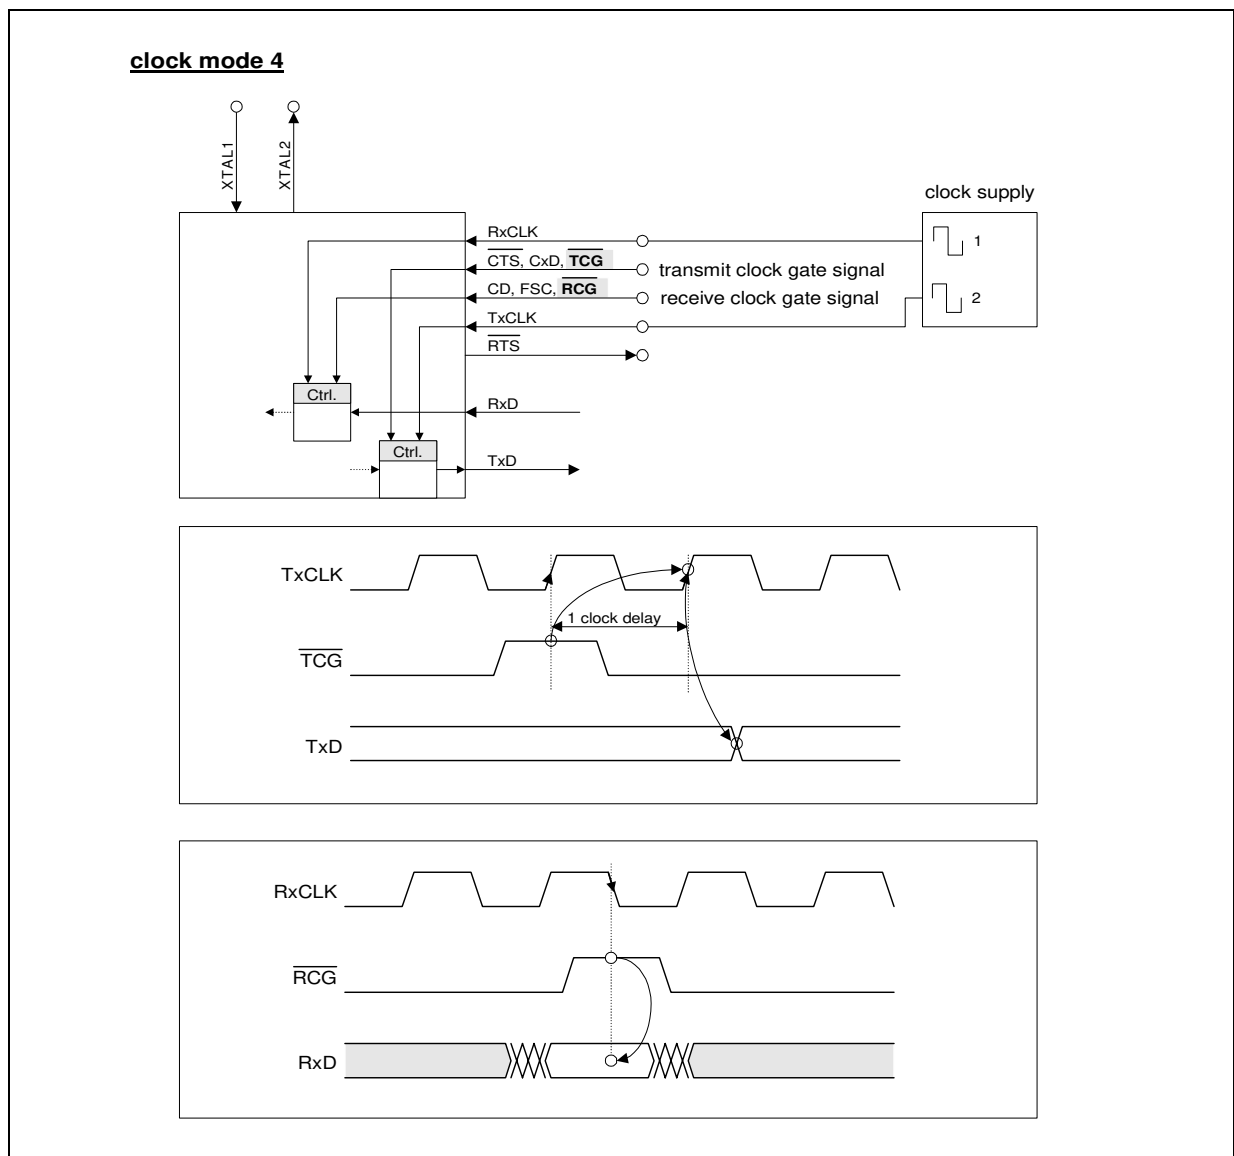 clock mode 4
XTAL1
XTAL2
clock supply
RxCLK
1
CTS, CxD, TCG
transmit clock gate signal
CD, FSC, RCG
receive clock gate signal
2
TxCLK
RTS
Ctrl.
RxD
Ctrl.
TxD
TxCLK
1 clock delay
TCG
TxD
RxCLK
RCG
RxD